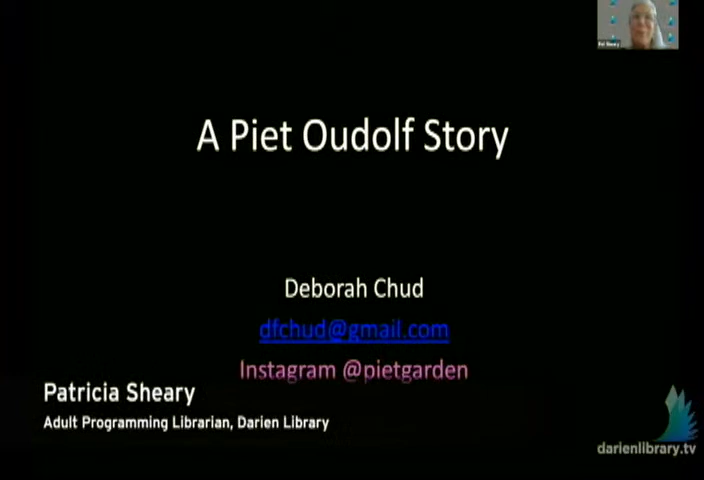 A Piet Oudolf Story
Deborah Chud
dfchud@gmail.com
Instagram @pietgarden
Patricia Sheary
Adult Programming Librarian, Darien Library
darienlibrary.tv